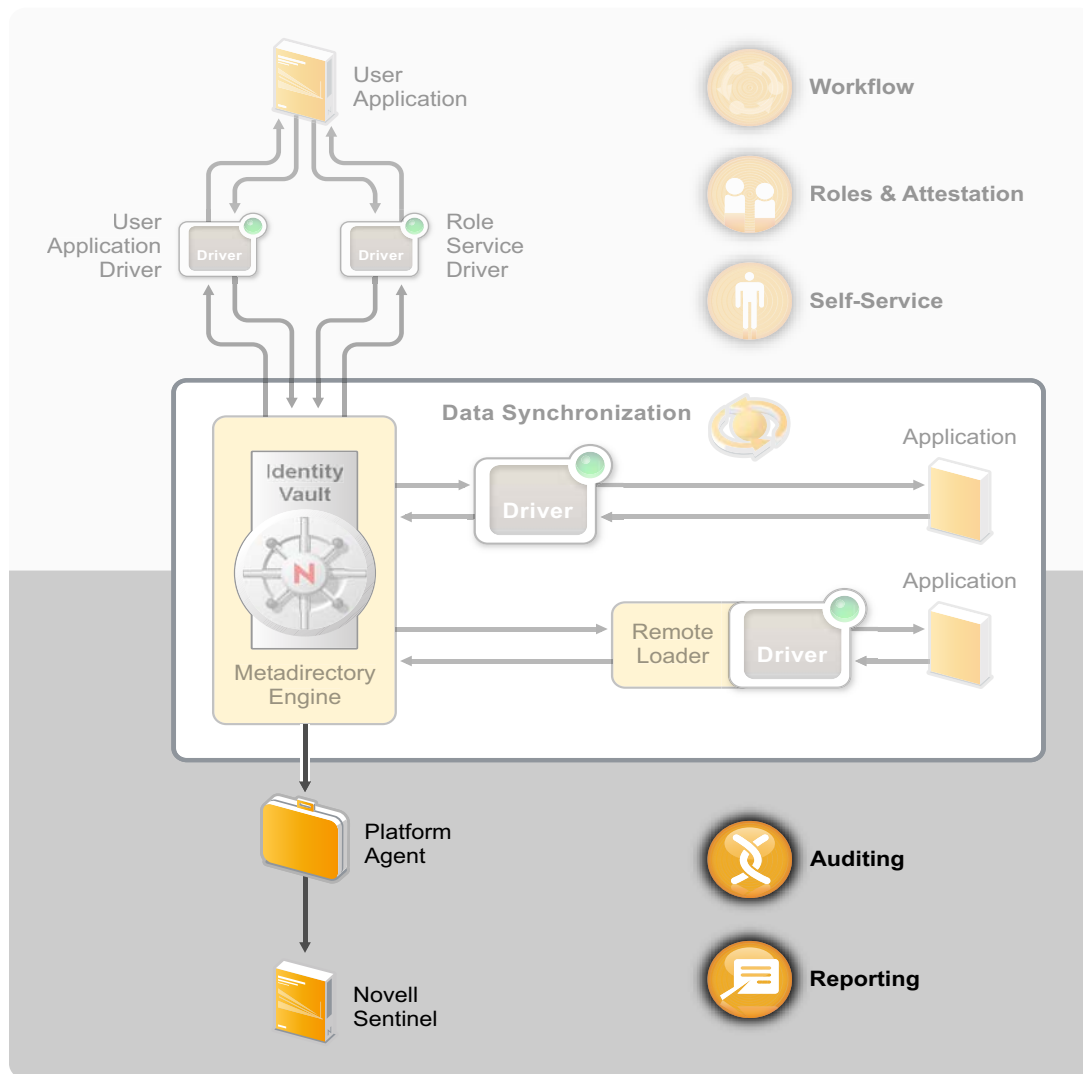 User
Application
Workflow
Roles & Attestation
User
Application
Driver
Driver
Driver
Role
Service
Driver
Self-Service
Data Synchronization
Application
Identity
Vault
Driver
N
Application
Remote
Loader
Driver
Metadirectory
Engine
Platform
Agent
Auditing
Reporting
Novell
Sentinel
N